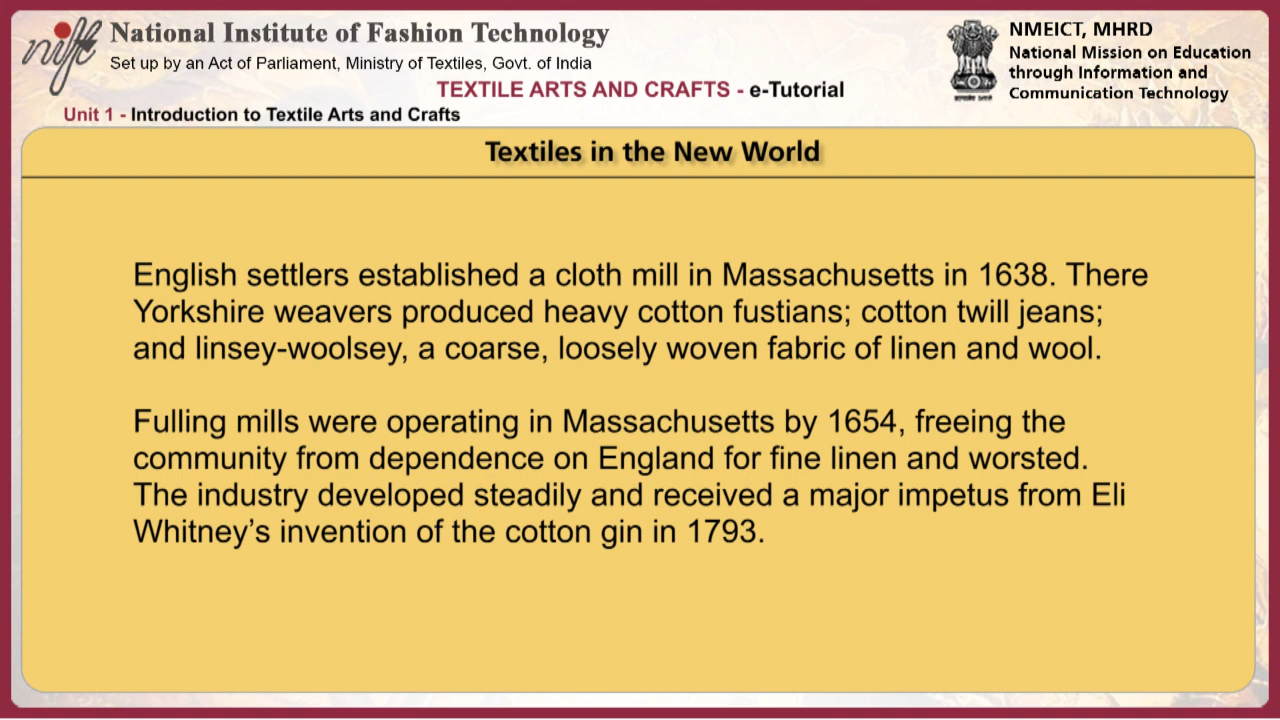 nift
National Institute of Fashion Technology
Set up by an Act of Parliament, Ministry of Textiles, Govt. of India
NMEICT, MHRD
National Mission on Education
through Information and
Communication Technology
TEXTILE ARTS AND CRAFTS - e-Tutorial
Unit 1 - Introduction to Textile Arts and Crafts
Textiles in the New World
English settlers established a cloth mill in Massachusetts in 1638. There
Yorkshire weavers produced heavy cotton fustians; cotton twill jeans;
and linsey-woolsey, a coarse, loosely woven fabric of linen and wool.
Fulling mills were operating in Massachusetts by 1654, freeing the
community from dependence on England for fine linen and worsted.
The industry developed steadily and received a major impetus from Eli
Whitney’s invention of the cotton gin in 1793.